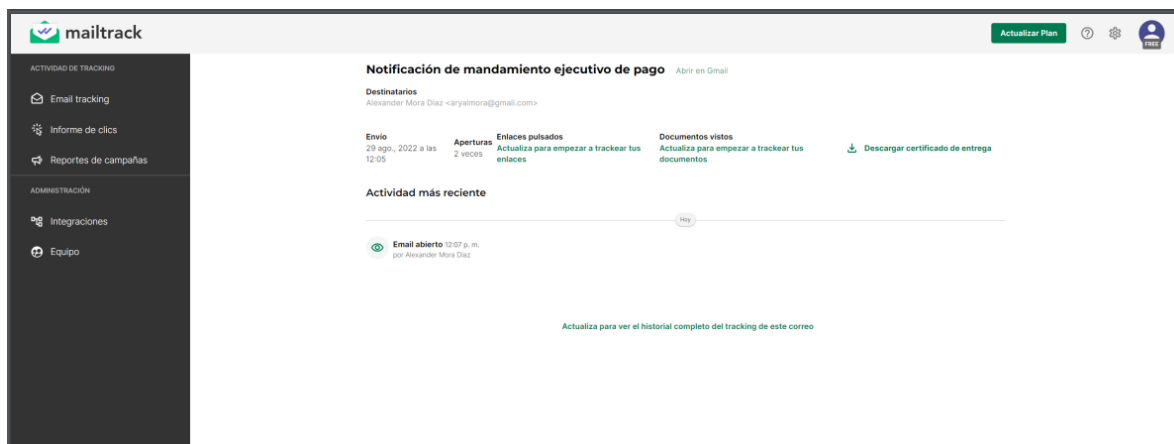 mailtrack
Actualizar Plan
FREE
ACTIVIDAD DE TRACKING
Email tracking
Informe de clics
Reportes de campañas
ADMINISTRACIÓN
Integraciones
Equipo
Notificación de mandamiento ejecutivo de pago Abrir en Gmail
Destinatarios
Alexander Mora Diaz <aryalmora@gmail.com>
Envío
29 ago., 2022 a las
12:05
Aperturas
2 veces
Enlaces pulsados
Actualiza para empezar a trackear tus
enlaces
Documentos vistos
Actualiza para empezar a trackear tus
documentos
Descargar certificado de entrega
Actividad más reciente
Hoy
Email abierto 12:07 p. m.
por Alexander Mora Diaz
Actualiza para ver el historial completo del tracking de este correo